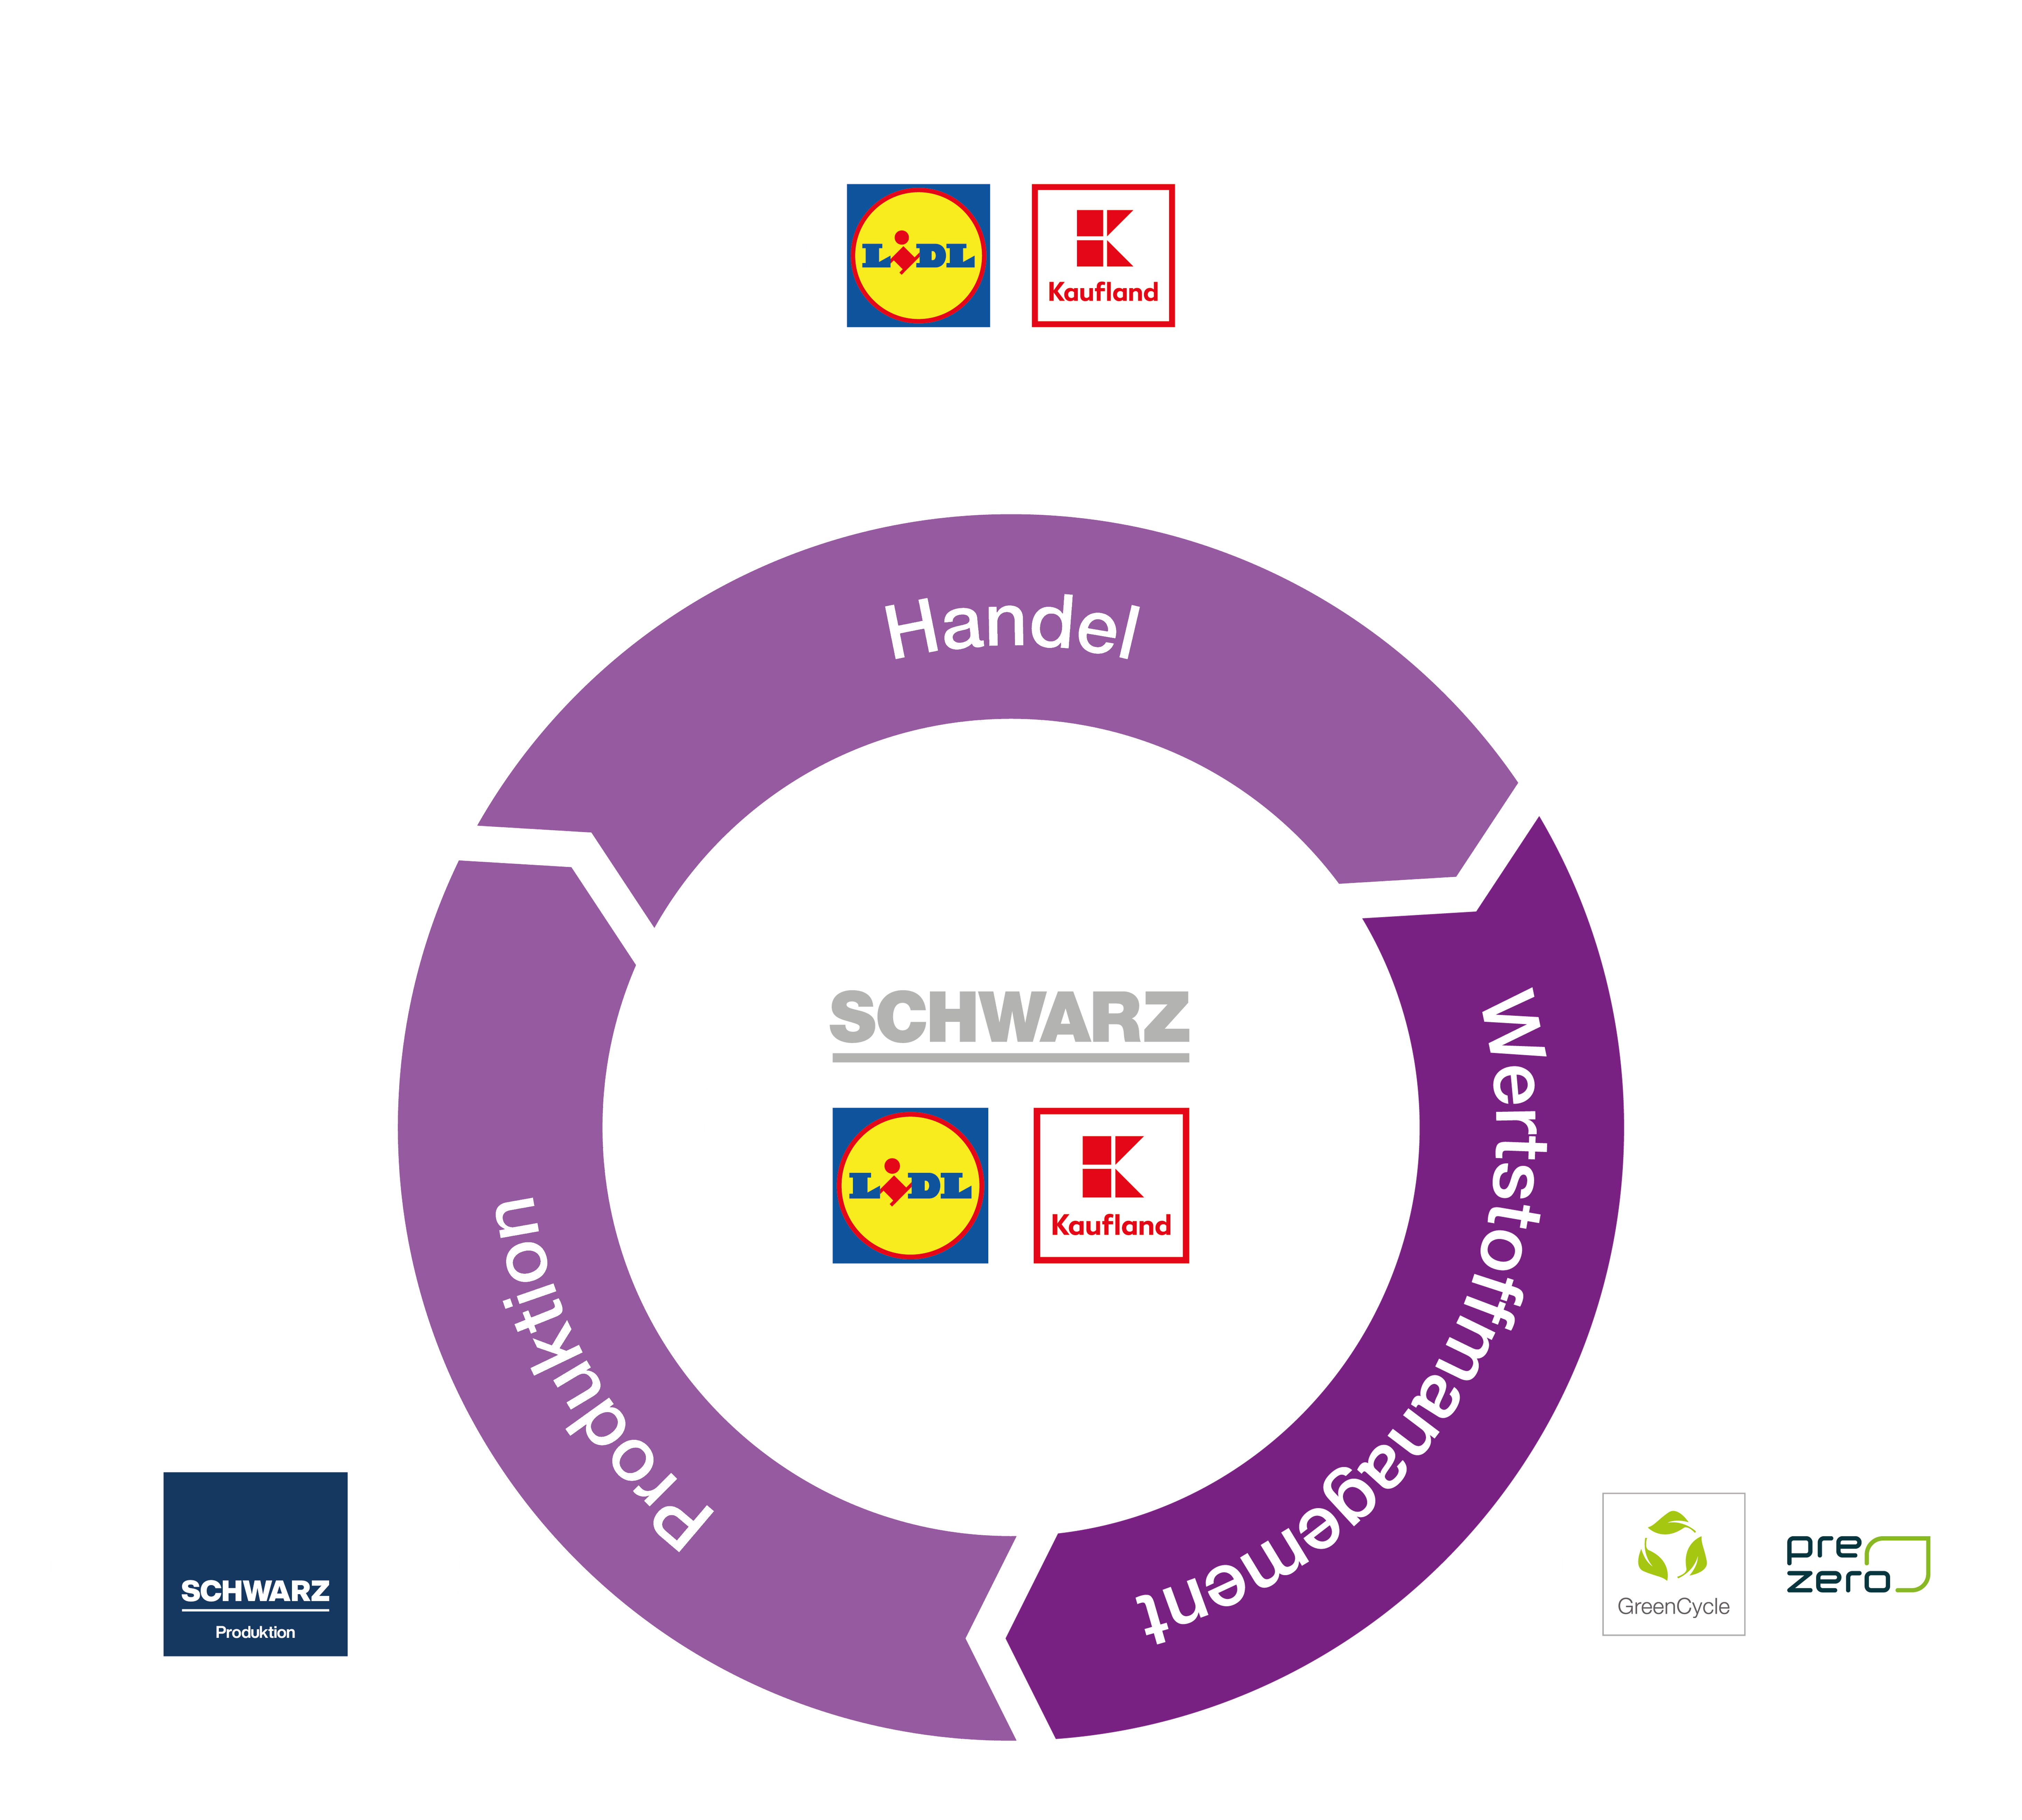 LiDL
Kaufland
Handel
SCHWARZ
LiDL
Kaufland
Wertstoffmanagement
Produktion
SCHWARZ
Produktion
GreenCycle
pre
zero